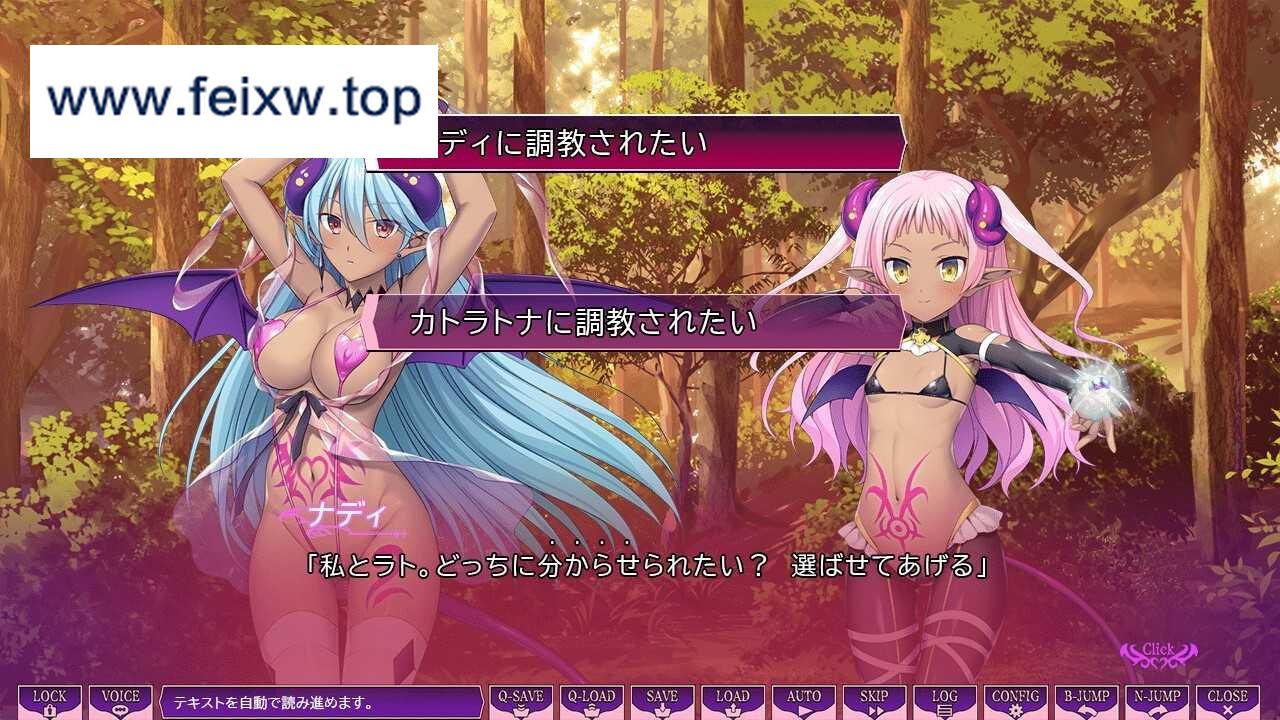 www.feixw.top
ディに調教されたい
カトラトナに調教されたい
ナディ
「私とラト。どっちに分からせられたい？　選ばせてあげる」
Click
LOCK VOICE テキストを自動で読み進めます。 Q-SAVE Q-LOAD SAVE LOAD AUTO SKIP LOG CONFIG B-JUMP N-JUMP CLOSE